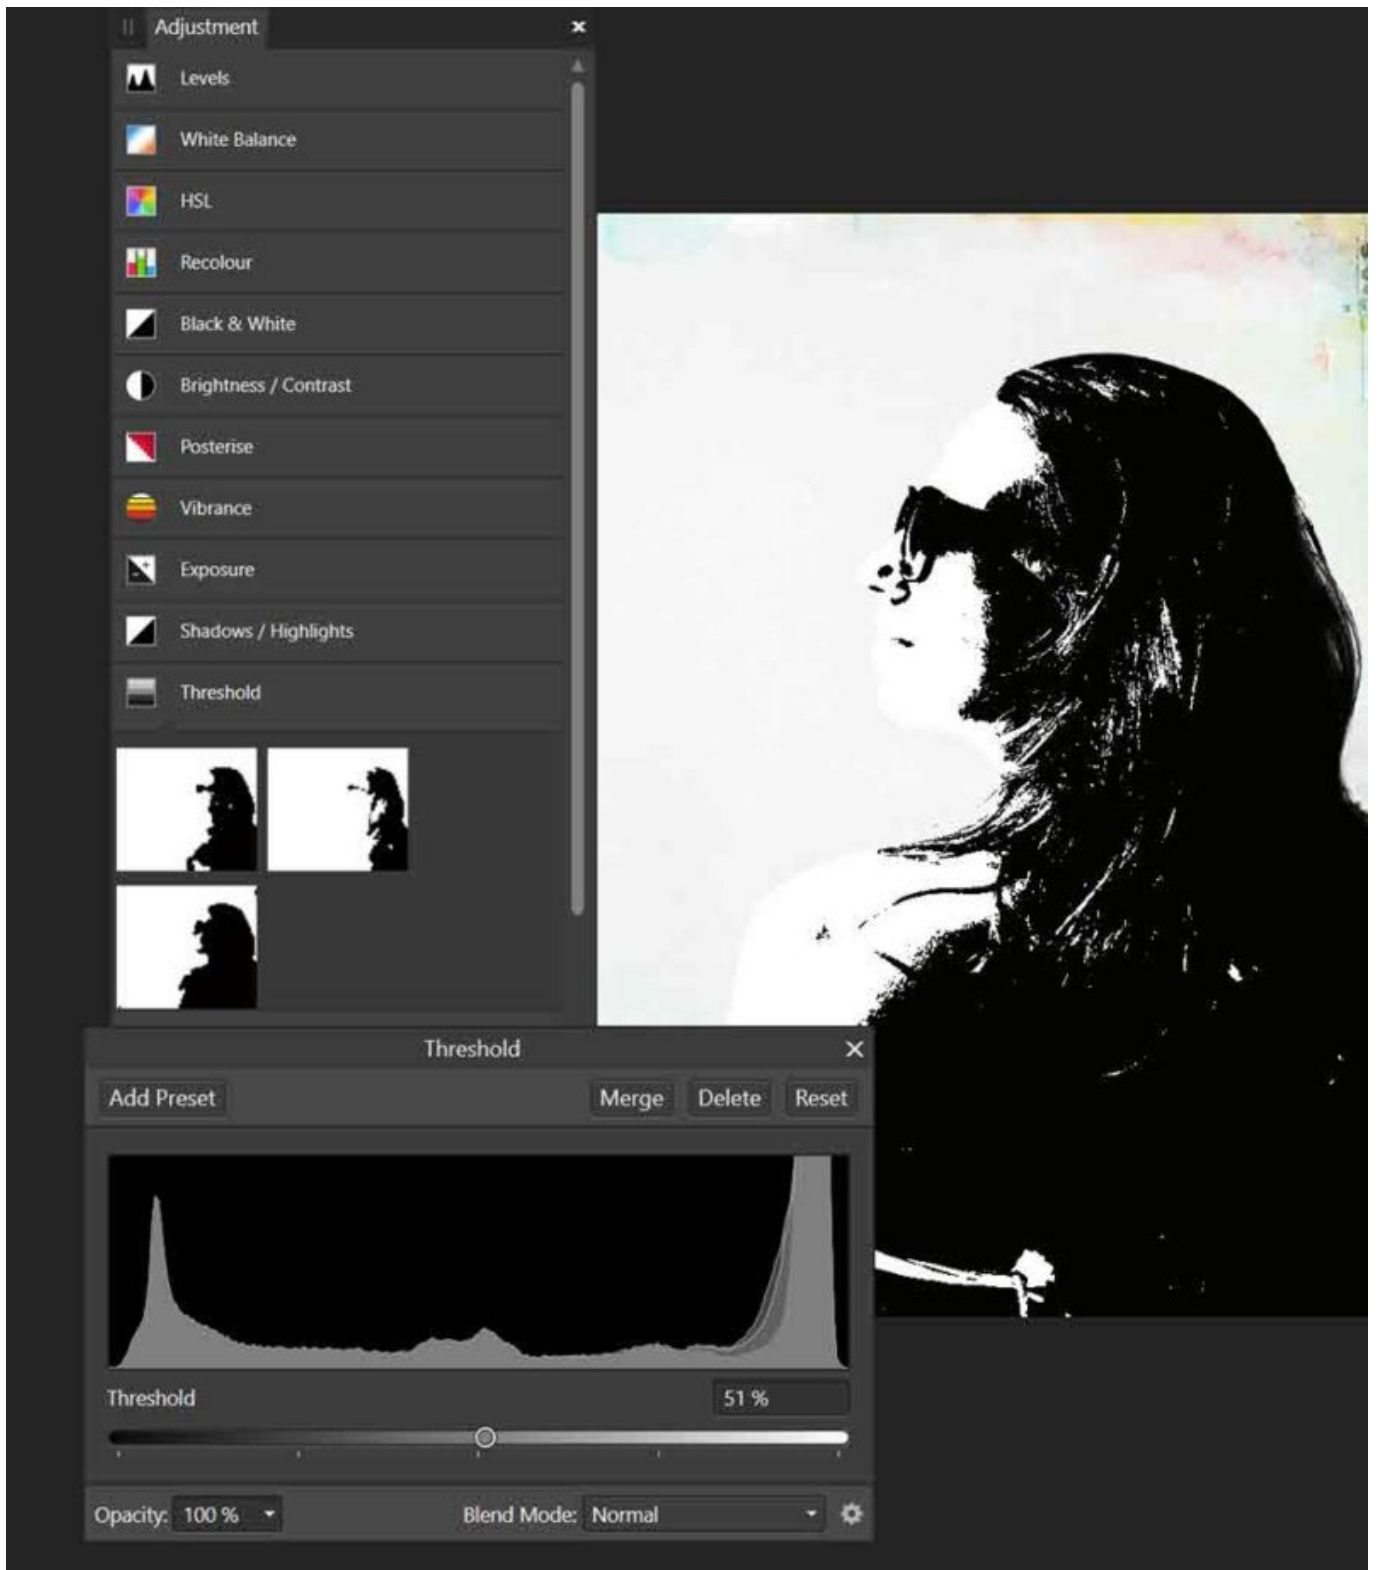 Adjustment
Levels
White Balance
HSL
Recolour
Black & White
Brightness / Contrast
Posterise
Vibrance
Exposure
Shadows / Highlights
Threshold
Threshold
Add Preset
Merge
Delete
Reset
Threshold
51 %
Opacity: 100 %
Blend Mode: Normal